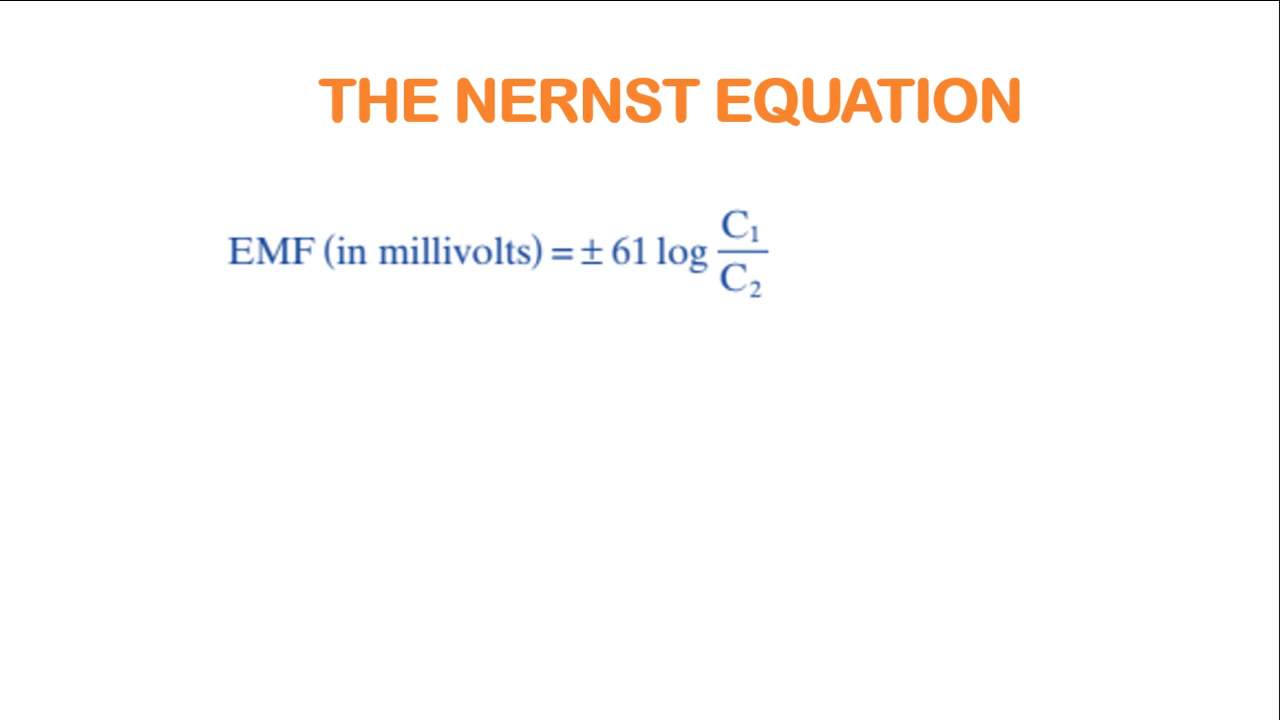 THE NERNST EQUATION
EMF (in millivolts) = ± 61 log C₁/C₂